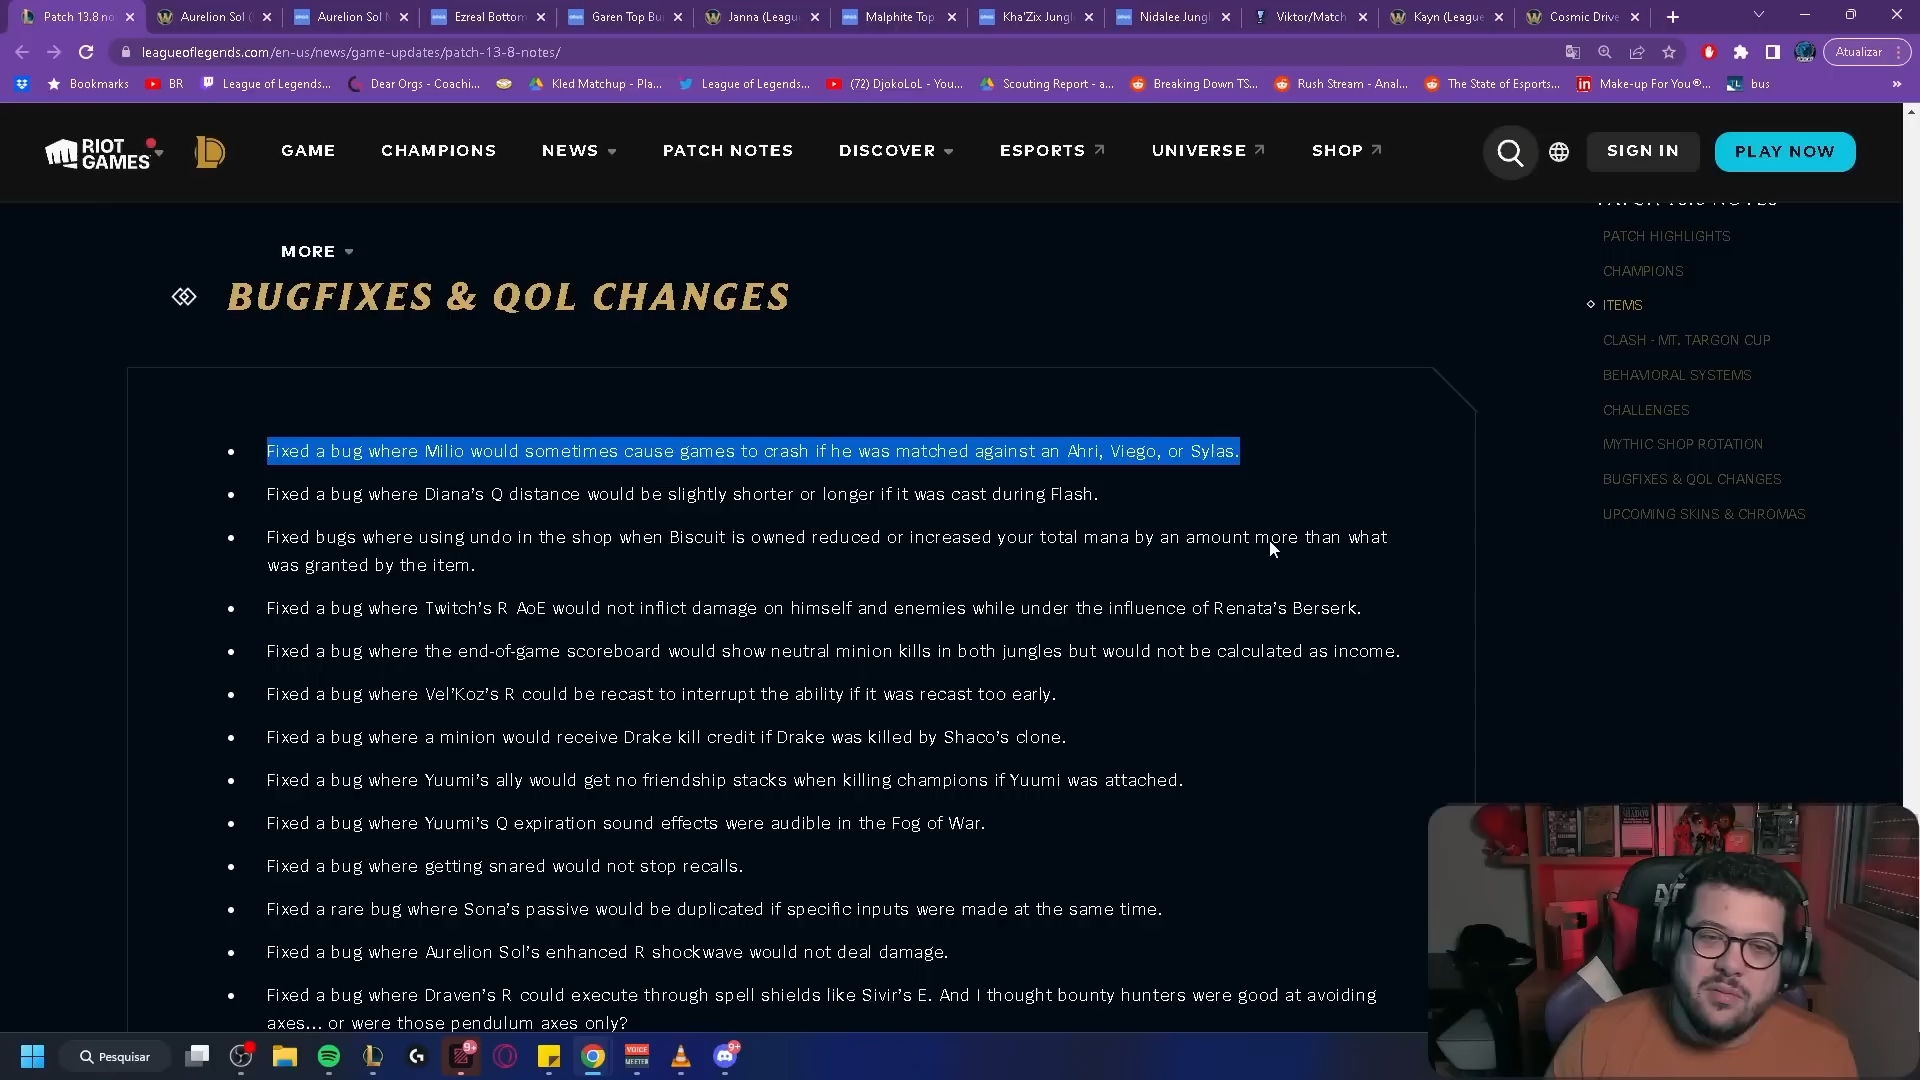 Patch 13.8 no
Aurelion Sol (
Aurelion Sol M
Ezreal Bottom
Garen Top Bui
Janna (Leagu
Malphite Top
Kha'Zix Jungl
Nidalee Jungl
Viktor/Match
Kayn (League
Cosmic Drive
leagueoflegends.com/en-us/news/game-updates/patch-13-8-notes/
Atualizar
Bookmarks
BR
League of Legends...
Dear Orgs - Coachi...
Kled Matchup - Pla...
League of Legends...
(72) DjokoLoL - You...
Scouting Report - a...
Breaking Down TS...
Rush Stream - Anal...
The State of Esports...
Make-up For You®...
bus
RIOT GAMES
GAME
CHAMPIONS
NEWS
PATCH NOTES
DISCOVER
ESPORTS
UNIVERSE
SHOP
SIGN IN
PLAY NOW
MORE
BUGFIXES & QOL CHANGES
Fixed a bug where Milio would sometimes cause games to crash if he was matched against an Ahri, Viego, or Sylas.
Fixed a bug where Diana's Q distance would be slightly shorter or longer if it was cast during Flash.
Fixed bugs where using undo in the shop when Biscuit is owned reduced or increased your total mana by an amount more than what
was granted by the item.
Fixed a bug where Twitch's R AoE would not inflict damage on himself and enemies while under the influence of Renata's Berserk.
Fixed a bug where the end-of-game scoreboard would show neutral minion kills in both jungles but would not be calculated as income.
Fixed a bug where Vel'Koz's R could be recast to interrupt the ability if it was recast too early.
Fixed a bug where a minion would receive Drake kill credit if Drake was killed by Shaco's clone.
Fixed a bug where Yuumi's ally would get no friendship stacks when killing champions if Yuumi was attached.
Fixed a bug where Yuumi's Q expiration sound effects were audible in the Fog of War.
Fixed a bug where getting snared would not stop recalls.
Fixed a rare bug where Sona's passive would be duplicated if specific inputs were made at the same time.
Fixed a bug where Aurelion Sol's enhanced R shockwave would not deal damage.
Fixed a bug where Draven's R could execute through spell shields like Sivir's E. And I thought bounty hunters were good at avoiding
axes... or were those pendulum axes only?
PATCH 13.8 NOTES
PATCH HIGHLIGHTS
CHAMPIONS
ITEMS
CLASH - MT. TARGON CUP
BEHAVIORAL SYSTEMS
CHALLENGES
MYTHIC SHOP ROTATION
BUGFIXES & QOL CHANGES
UPCOMING SKINS & CHROMAS
Pesquisar
9+
VOICE
MEETER
9+